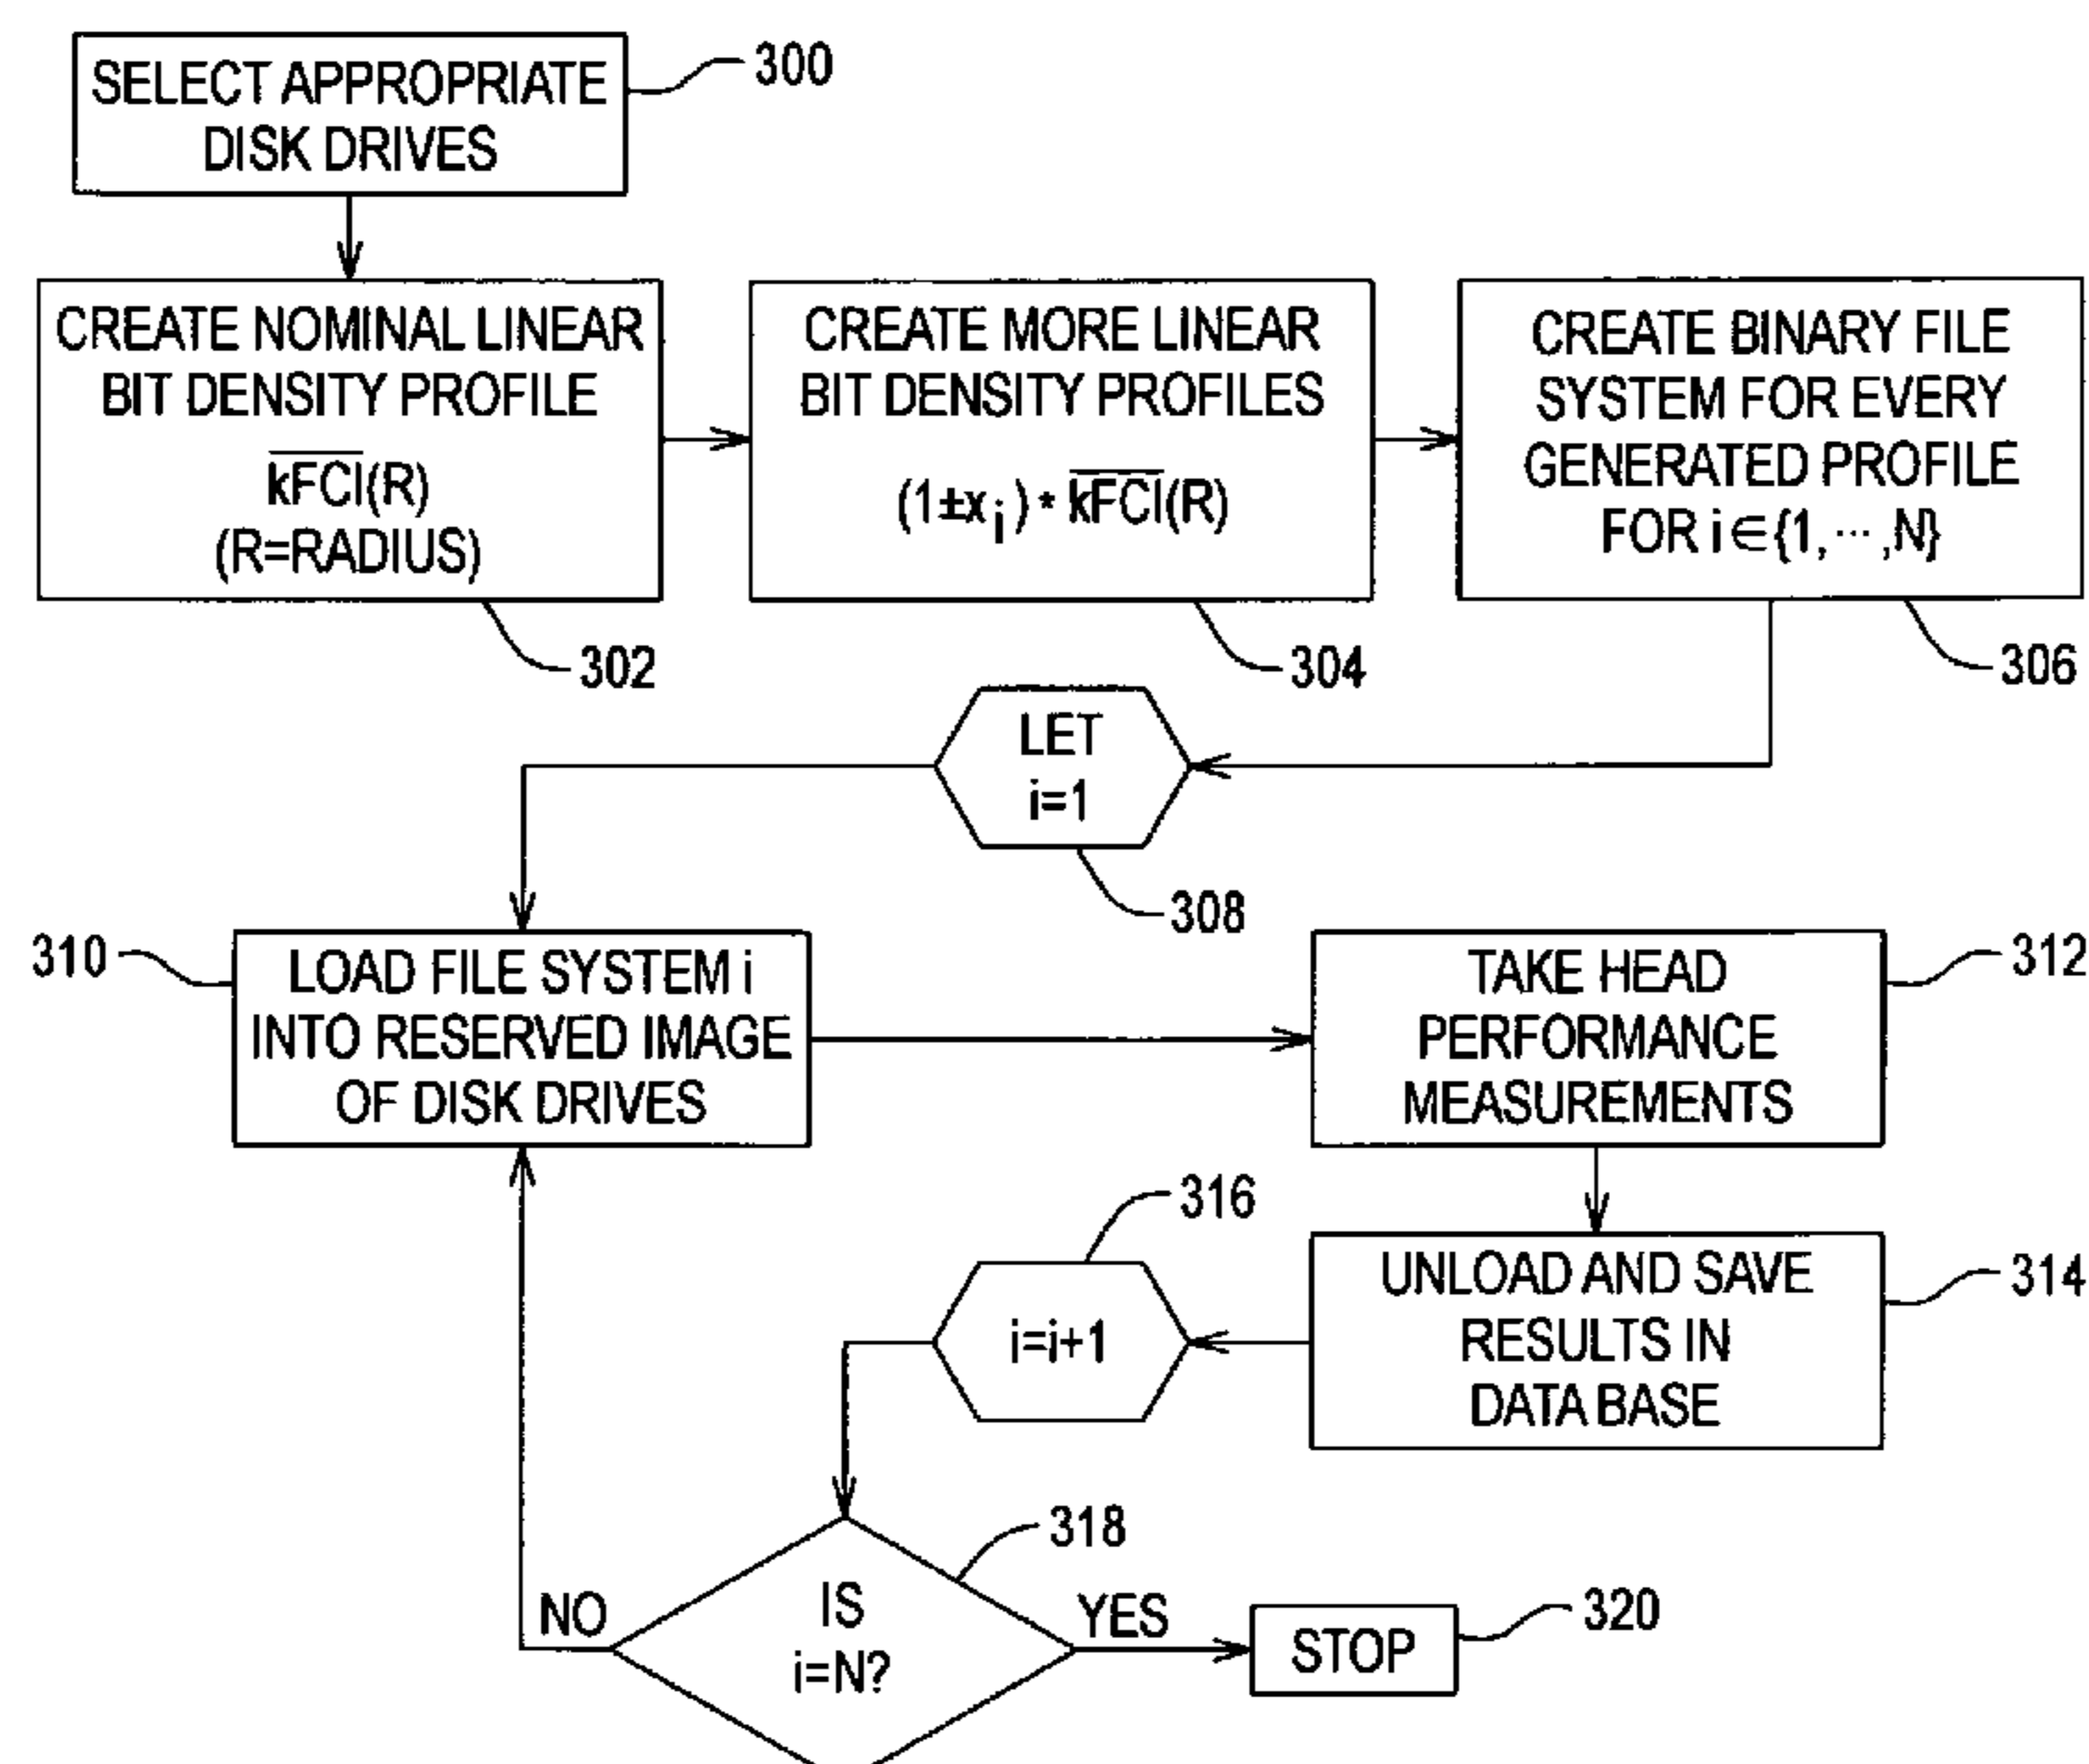 SELECT APPROPRIATE
DISK DRIVES
300
CREATE NOMINAL LINEAR
BIT DENSITY PROFILE
k̅F̅C̅I̅(R)
(R=RADIUS)
302
CREATE MORE LINEAR
BIT DENSITY PROFILES
(1±xᵢ) * k̅F̅C̅I̅(R)
304
CREATE BINARY FILE
SYSTEM FOR EVERY
GENERATED PROFILE
FOR i∈{1, ··· ,N}
306
LET
i=1
308
310
LOAD FILE SYSTEM i
INTO RESERVED IMAGE
OF DISK DRIVES
TAKE HEAD
PERFORMANCE
MEASUREMENTS
312
UNLOAD AND SAVE
RESULTS IN
DATA BASE
314
316
i=i+1
318
IS
i=N?
NO
YES
STOP
320